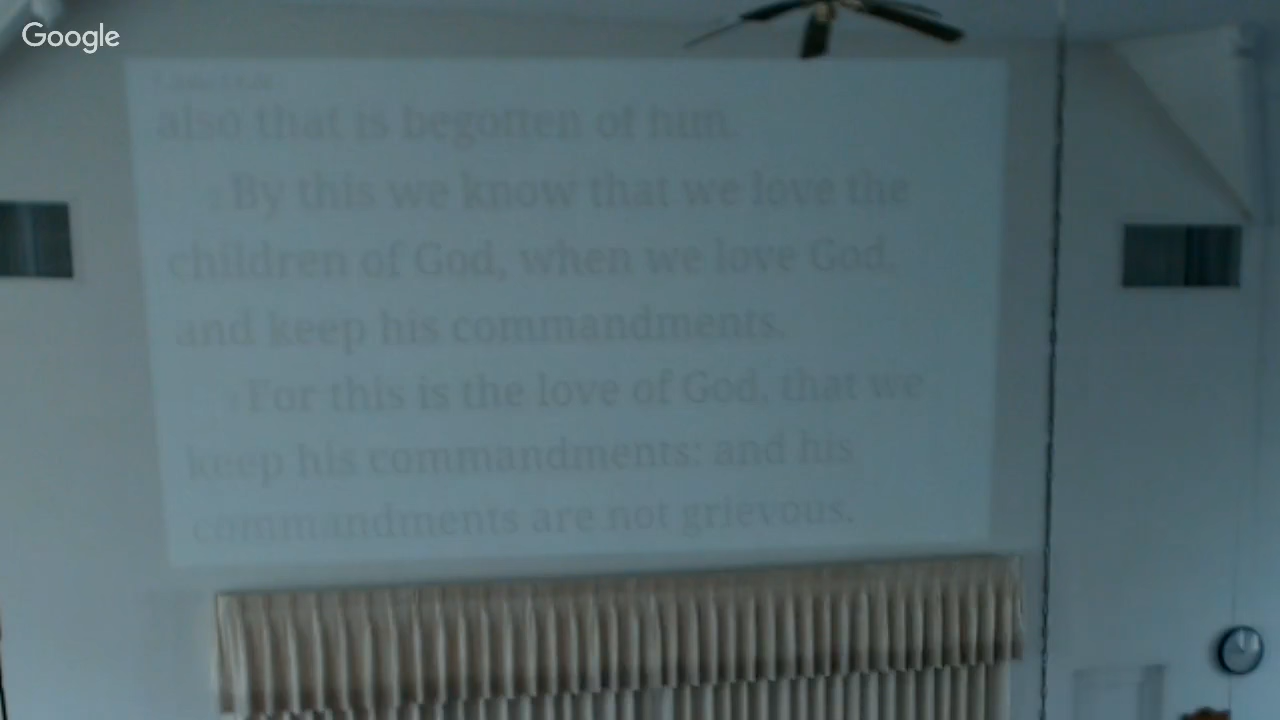 Google
also that is begotten of him.
By this we know that we love the
children of God, when we love God,
and keep his commandments.
For this is the love of God, that we
keep his commandments: and his
commandments are not grievous.